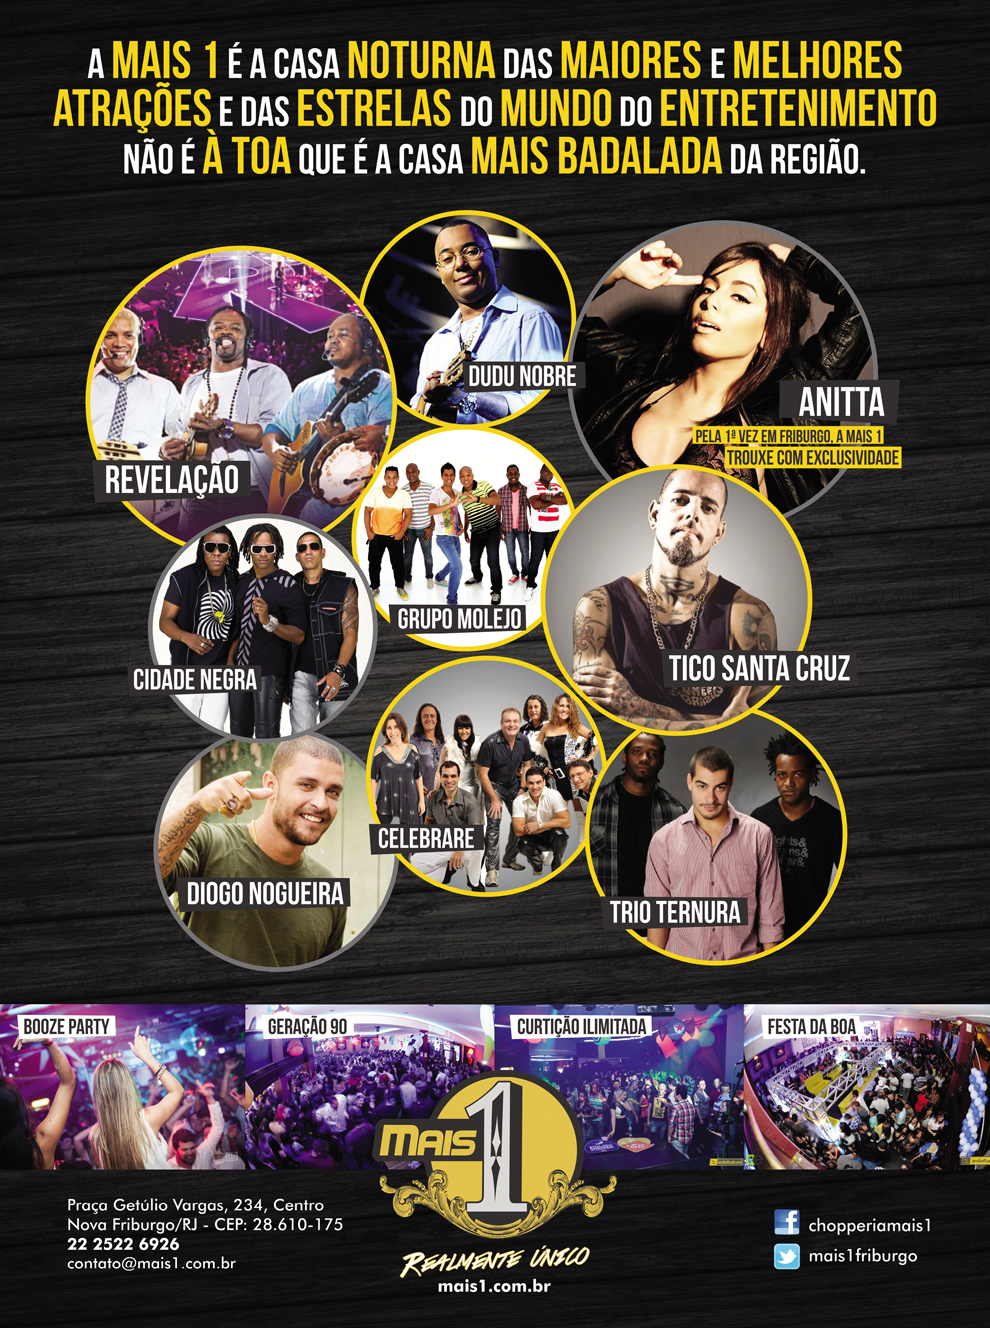 A MAIS 1 É A CASA NOTURNA DAS MAIORES E MELHORES
ATRAÇÕES E DAS ESTRELAS DO MUNDO DO ENTRETENIMENTO
NÃO É À TOA QUE É A CASA MAIS BADALADA DA REGIÃO.
DUDU NOBRE
ANITTA
PELA 1ª VEZ EM FRIBURGO, A MAIS 1
TROUXE COM EXCLUSIVIDADE
REVELAÇÃO
GRUPO MOLEJO
TICO SANTA CRUZ
CIDADE NEGRA
CELEBRARE
DIOGO NOGUEIRA
TRIO TERNURA
BOOZE PARTY
GERAÇÃO 90
CURTIÇÃO ILIMITADA
FESTA DA BOA
MAIS 1
Praça Getúlio Vargas, 234, Centro
Nova Friburgo/RJ - CEP: 28.610-175
22 2522 6926
contato@mais1.com.br
REALMENTE ÚNICO
mais1.com.br
chopperiamais1
mais1friburgo